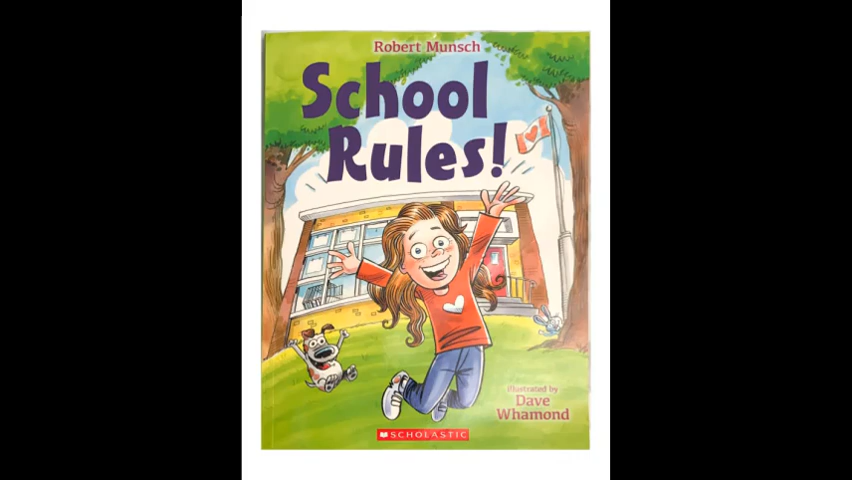 Robert Munsch
School
Rules!
Illustrated by
Dave
Whamond
SCHOLASTIC